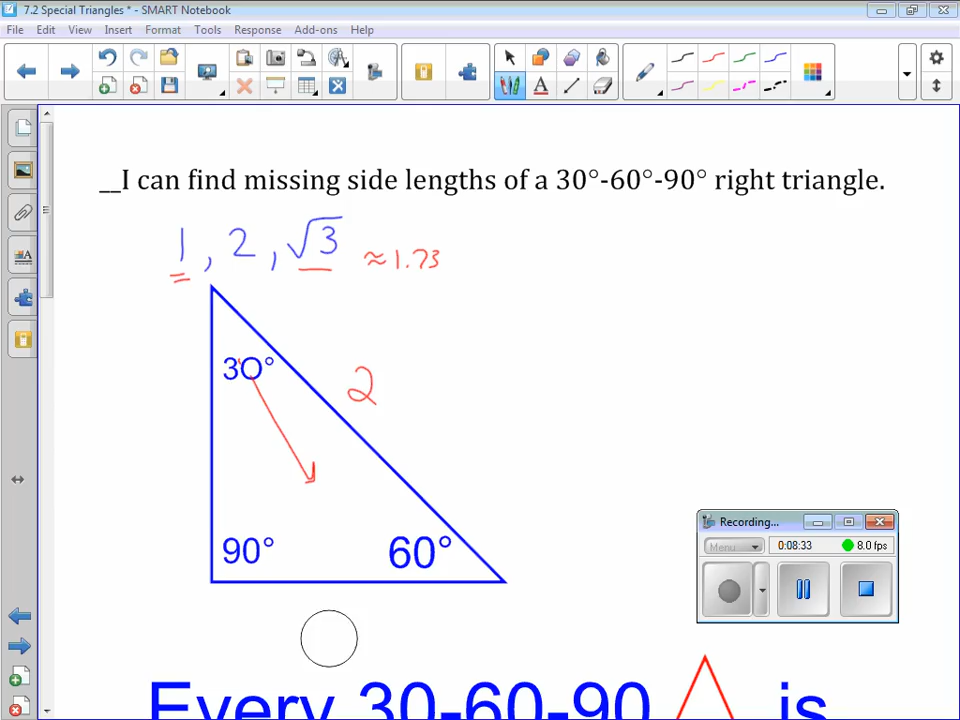 7.2 Special Triangles * - SMART Notebook
File Edit View Insert Format Tools Response Add-ons Help
__I can find missing side lengths of a 30°-60°-90° right triangle.
1, 2, √3 ≈1.73
30°
2
90° 60°
Recording...
Menu 0:08:33 8.0 fps
Every 30-60-90 △ is